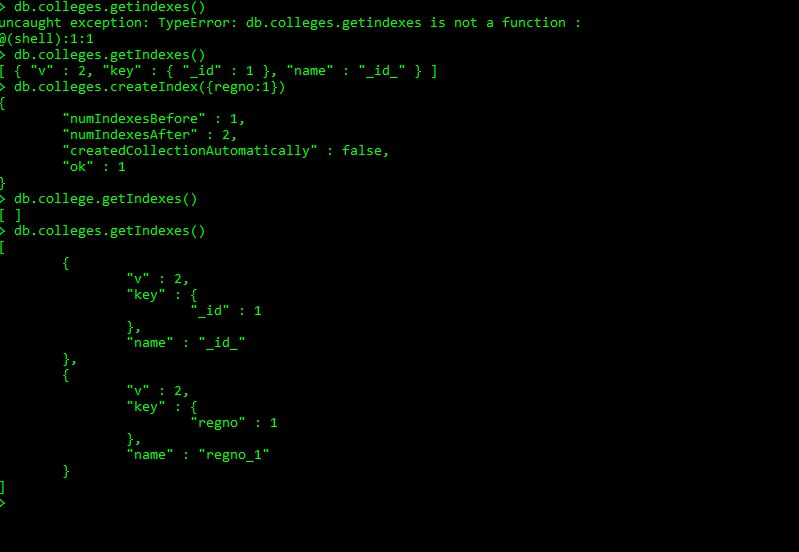 > db.colleges.getindexes()
uncaught exception: TypeError: db.colleges.getindexes is not a function :
@(shell):1:1
> db.colleges.getIndexes()
[ { "v" : 2, "key" : { "_id" : 1 }, "name" : "_id_" } ]
> db.colleges.createIndex({regno:1})
{
        "numIndexesBefore" : 1,
        "numIndexesAfter" : 2,
        "createdCollectionAutomatically" : false,
        "ok" : 1
}
> db.college.getIndexes()
[ ]
> db.colleges.getIndexes()
[
        {
                "v" : 2,
                "key" : {
                        "_id" : 1
                },
                "name" : "_id_"
        },
        {
                "v" : 2,
                "key" : {
                        "regno" : 1
                },
                "name" : "regno_1"
        }
]
>